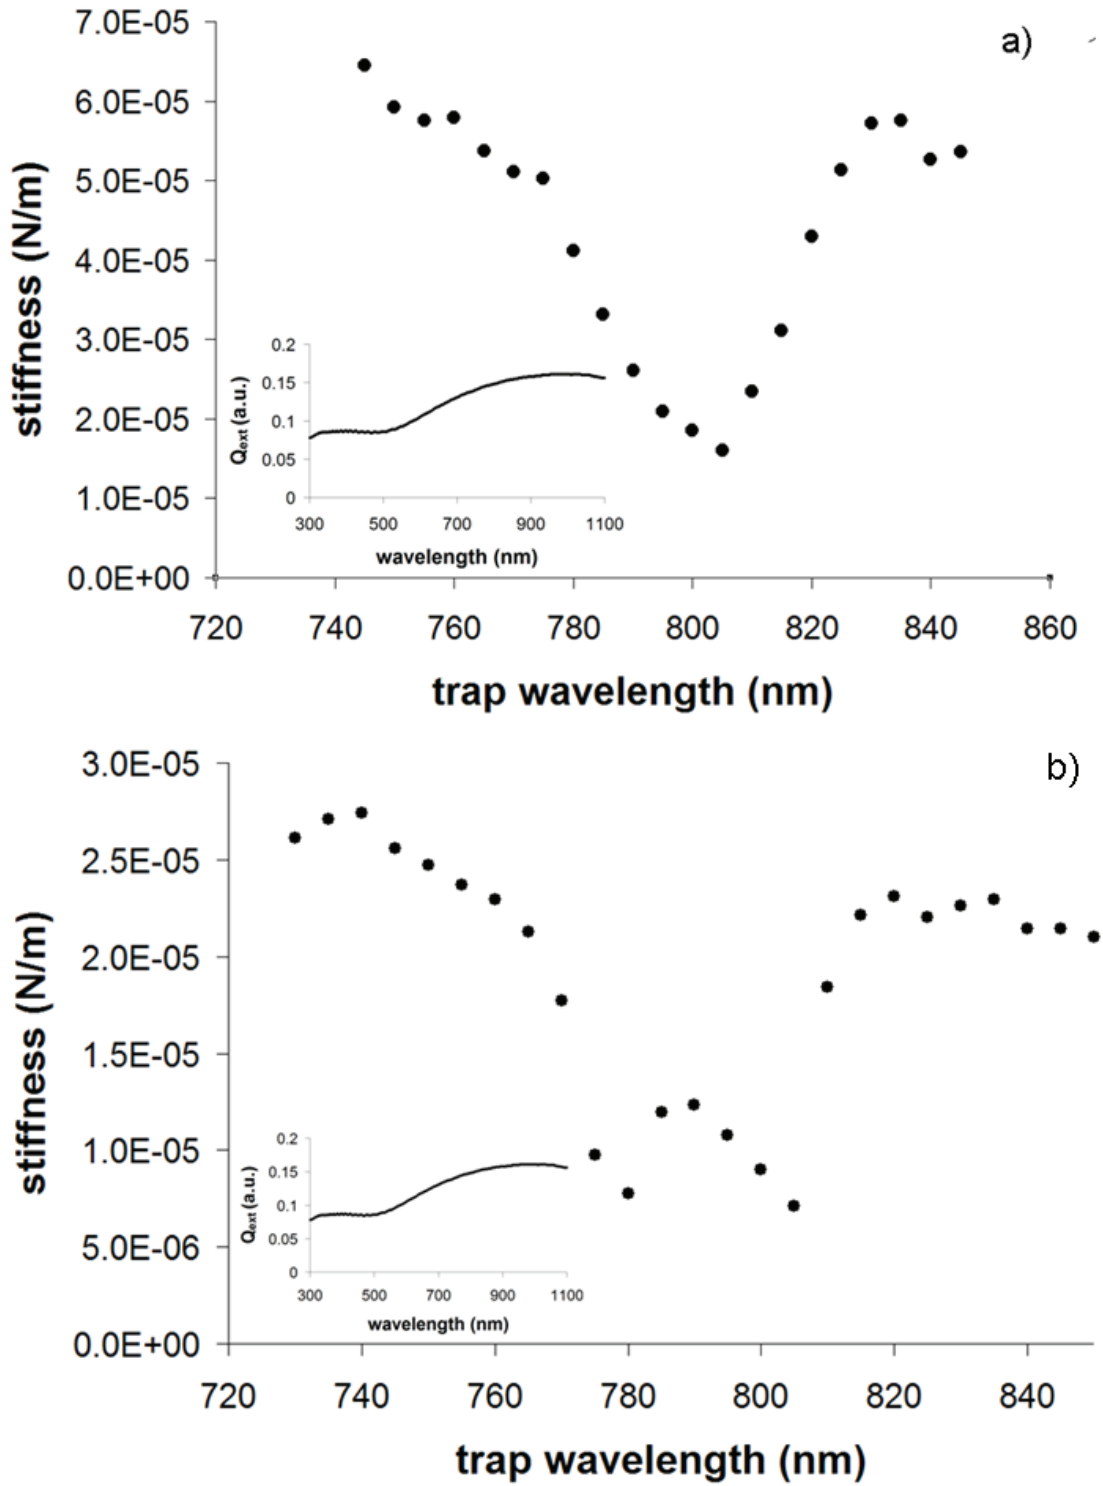 a)
7.0E-05
6.0E-05
5.0E-05
4.0E-05
3.0E-05
2.0E-05
1.0E-05
0.0E+00
stiffness (N/m)
0.2
0.15
0.1
0.05
0
Qext (a.u.)
300 500 700 900 1100
wavelength (nm)
720 740 760 780 800 820 840 860
trap wavelength (nm)
b)
3.0E-05
2.5E-05
2.0E-05
1.5E-05
1.0E-05
5.0E-06
0.0E+00
stiffness (N/m)
0.2
0.15
0.1
0.05
0
Qext (a.u.)
300 500 700 900 1100
wavelength (nm)
720 740 760 780 800 820 840
trap wavelength (nm)